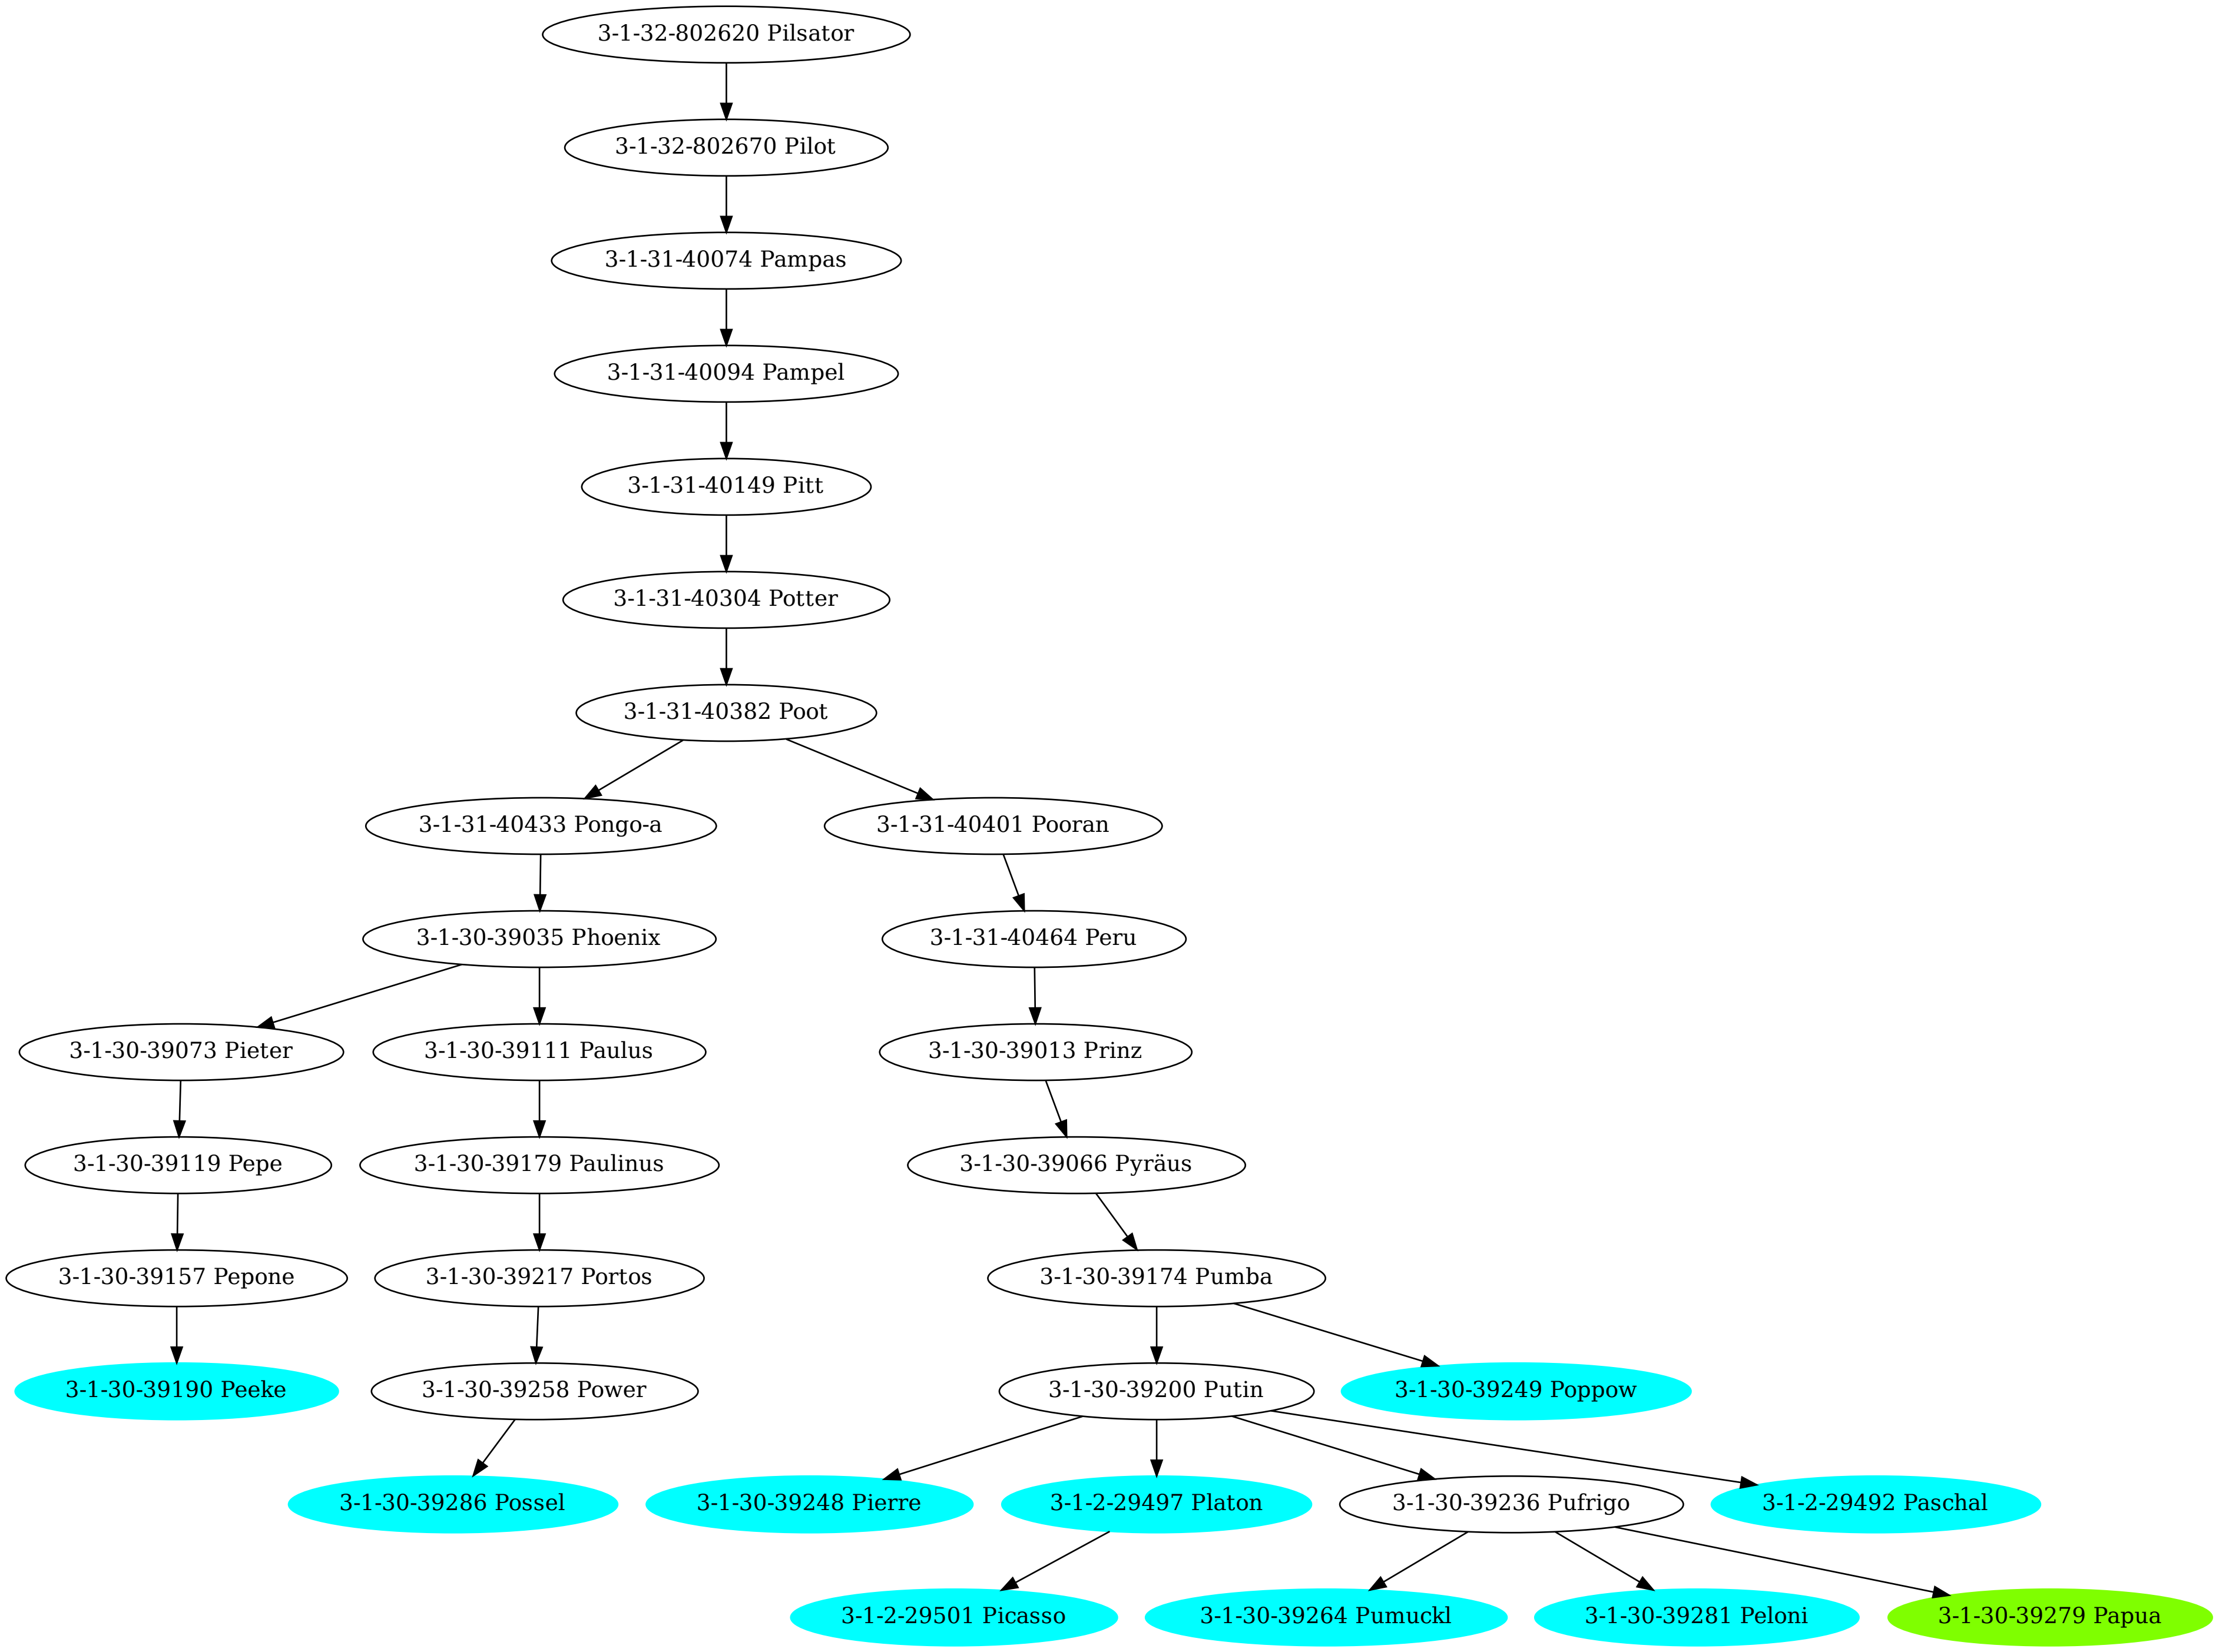 3-1-32-802620 Pilsator
3-1-32-802670 Pilot
3-1-31-40074 Pampas
3-1-31-40094 Pampel
3-1-31-40149 Pitt
3-1-31-40304 Potter
3-1-31-40382 Poot
3-1-31-40433 Pongo-a
3-1-31-40401 Pooran
3-1-30-39035 Phoenix
3-1-31-40464 Peru
3-1-30-39073 Pieter
3-1-30-39111 Paulus
3-1-30-39013 Prinz
3-1-30-39119 Pepe
3-1-30-39179 Paulinus
3-1-30-39066 Pyräus
3-1-30-39157 Pepone
3-1-30-39217 Portos
3-1-30-39174 Pumba
3-1-30-39190 Peeke
3-1-30-39258 Power
3-1-30-39200 Putin
3-1-30-39249 Poppow
3-1-30-39286 Possel
3-1-30-39248 Pierre
3-1-2-29497 Platon
3-1-30-39236 Pufrigo
3-1-2-29492 Paschal
3-1-2-29501 Picasso
3-1-30-39264 Pumuckl
3-1-30-39281 Peloni
3-1-30-39279 Papua